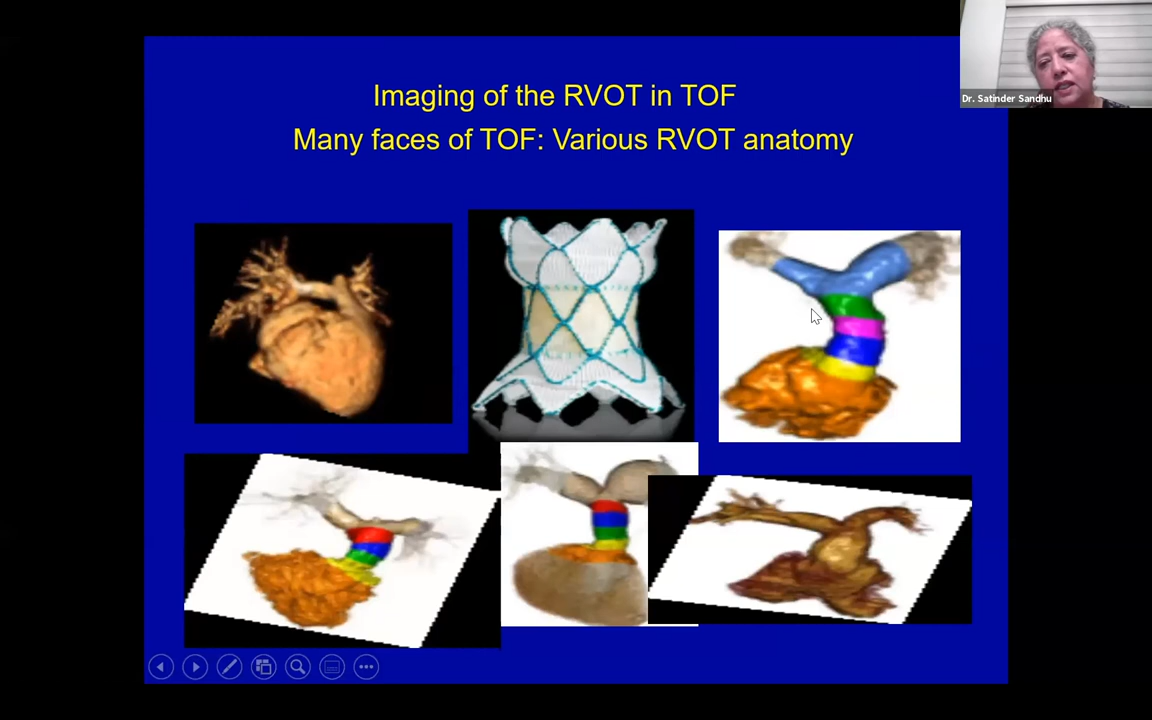 Imaging of the RVOT in TOF
Many faces of TOF: Various RVOT anatomy
Dr. Satinder Sandhu